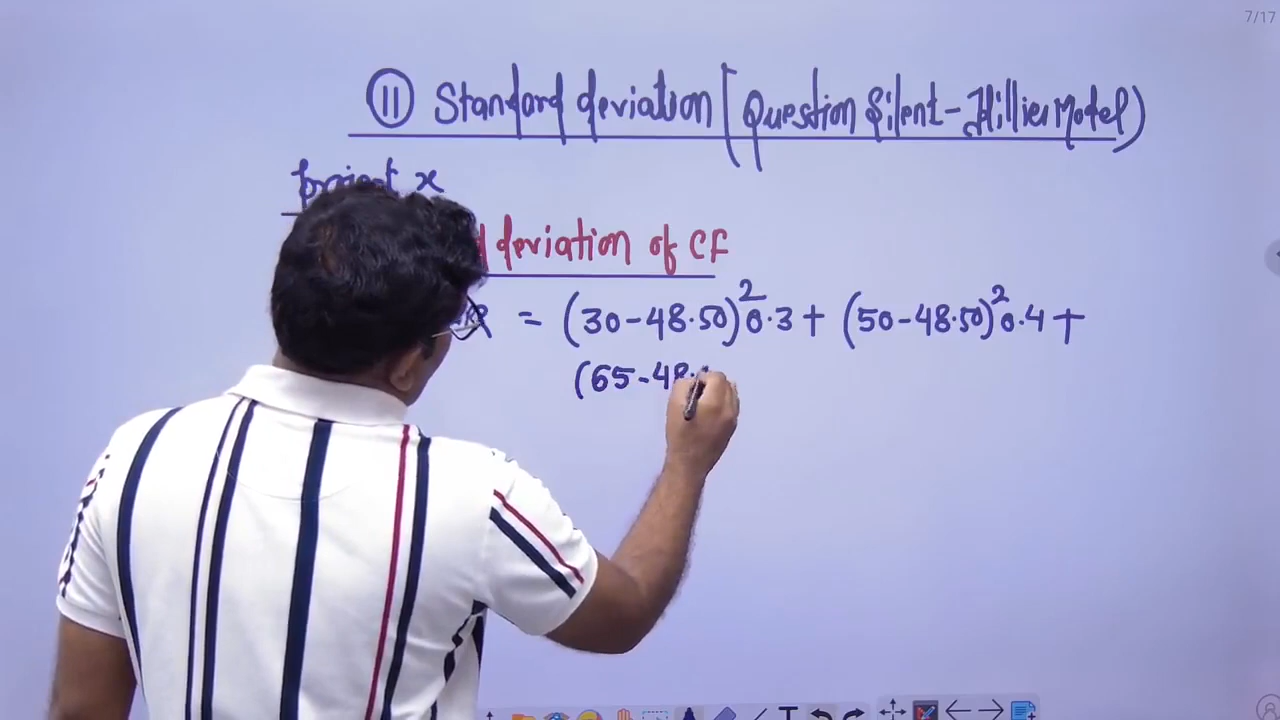 7/17
⑪ Standard deviation [Question Silent - Hillier Model)
project x
deviation of CF
= (30-48.50)² 0.3 + (50-48.50)² 0.4 +
(65-48.